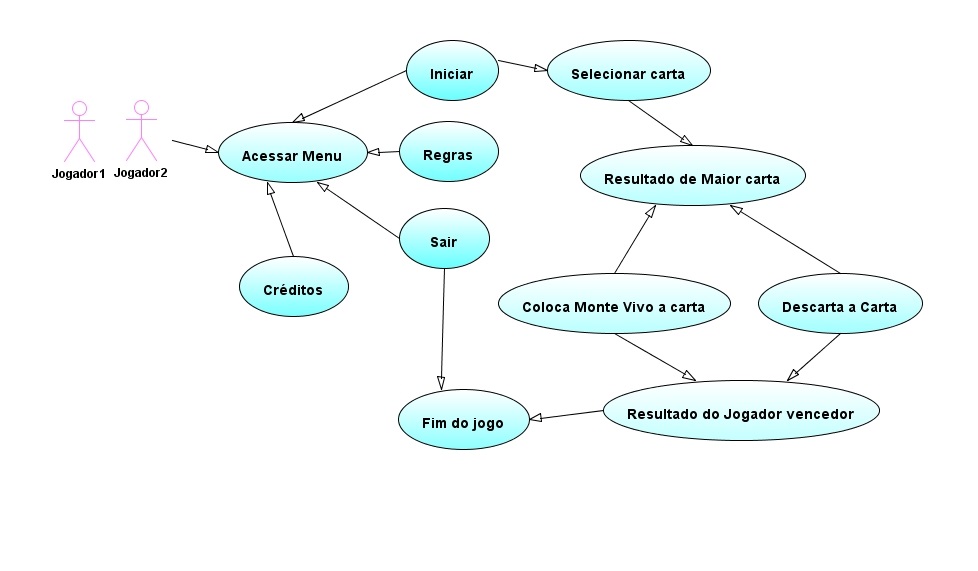 Iniciar
Selecionar carta
Jogador1
Jogador2
Acessar Menu
Regras
Resultado de Maior carta
Sair
Créditos
Coloca Monte Vivo a carta
Descarta a Carta
Fim do jogo
Resultado do Jogador vencedor